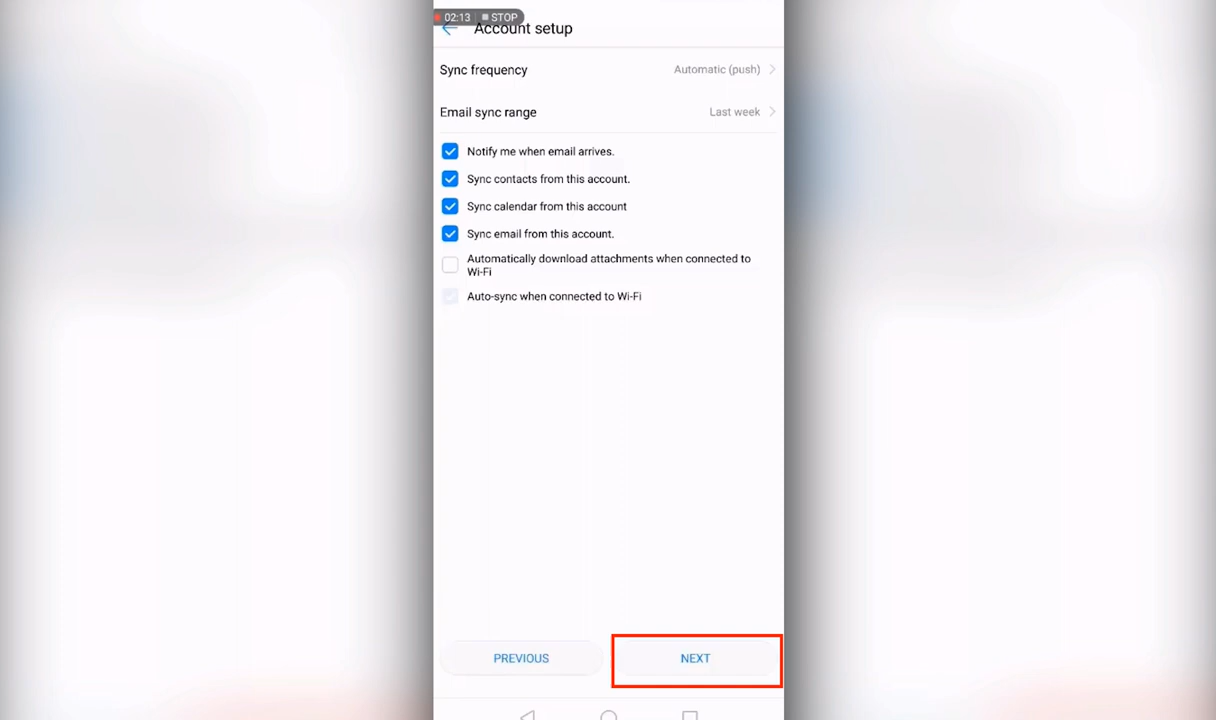 02:13 STOP
Account setup
Sync frequency Automatic (push)
Email sync range Last week
Notify me when email arrives.
Sync contacts from this account.
Sync calendar from this account
Sync email from this account.
Automatically download attachments when connected to
Wi-Fi
Auto-sync when connected to Wi-Fi
PREVIOUS NEXT